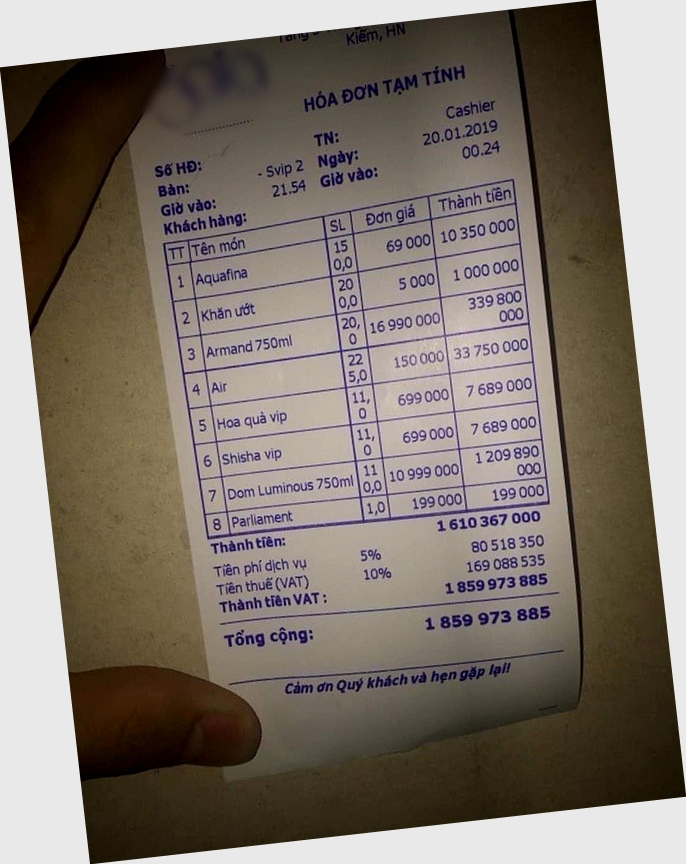 Kiếm, HN
HÓA ĐƠN TẠM TÍNH
Số HĐ: TN: Cashier
Bàn: - Svip 2 Ngày: 20.01.2019
Giờ vào: 21.54 Giờ vào: 00.24
Khách hàng:
TT Tên món SL Đơn giá Thành tiền
1 Aquafina 15 0,0 69 000 10 350 000
2 Khăn ướt 20 0,0 5 000 1 000 000
3 Armand 750ml 20, 0 16 990 000 339 800 000
4 Air 22 5,0 150 000 33 750 000
5 Hoa quả vip 11, 0 699 000 7 689 000
6 Shisha vip 11, 0 699 000 7 689 000
7 Dom Luminous 750ml 11 0,0 10 999 000 1 209 890 000
8 Parliament 1,0 199 000 199 000
Thành tiền: 1 610 367 000
Tiền phí dịch vụ 5% 80 518 350
Tiền thuế (VAT) 10% 169 088 535
Thành tiền VAT : 1 859 973 885
Tổng cộng: 1 859 973 885
Cảm ơn Quý khách và hẹn gặp lại!